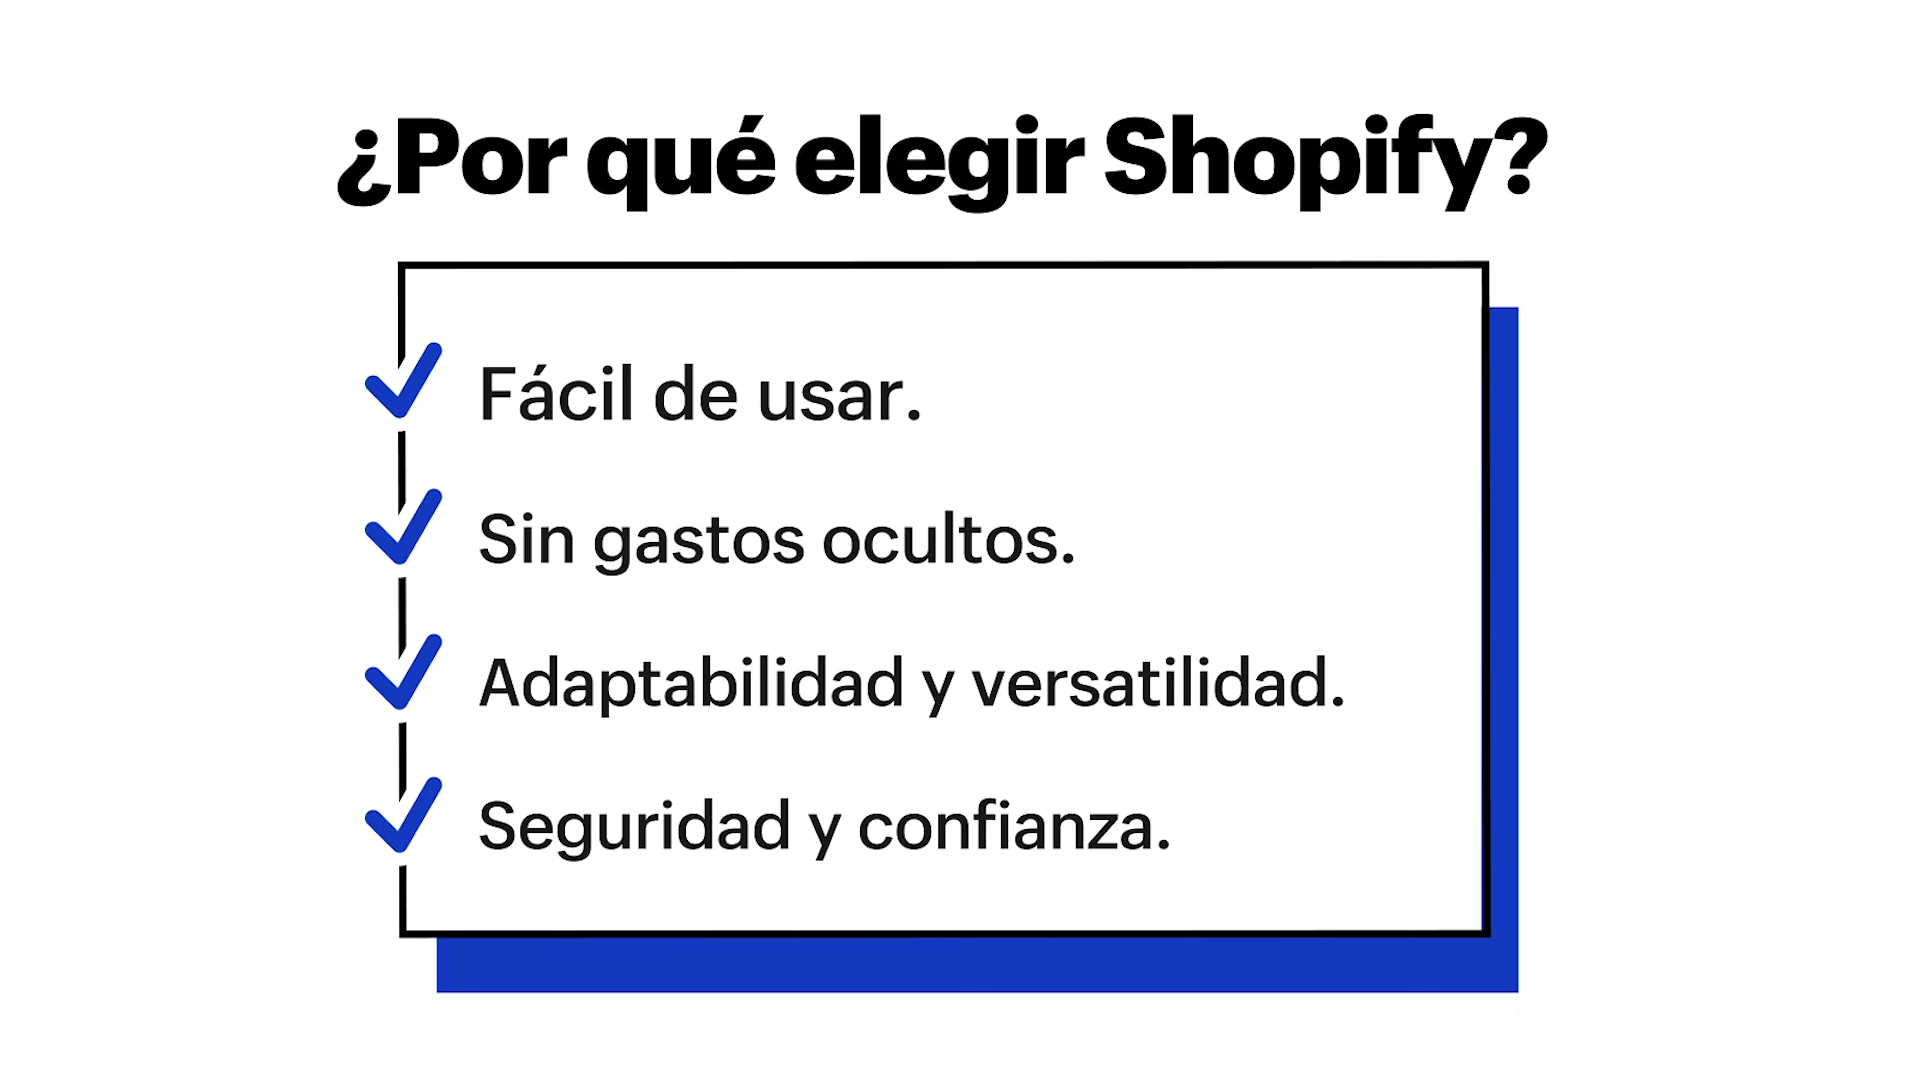 ¿Por qué elegir Shopify?
Fácil de usar.
Sin gastos ocultos.
Adaptabilidad y versatilidad.
Seguridad y confianza.